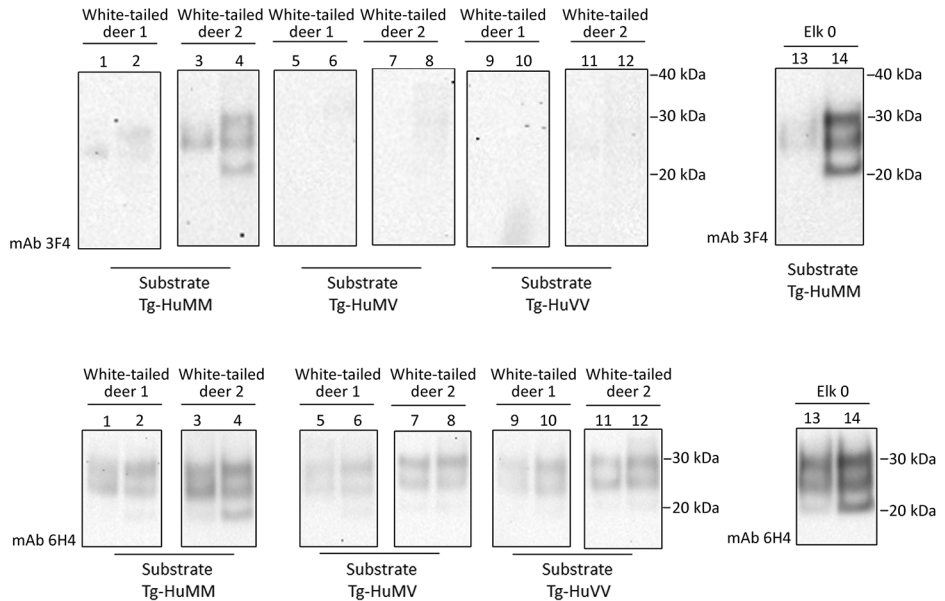 White-tailed deer 1
White-tailed deer 2
White-tailed deer 1
White-tailed deer 2
White-tailed deer 1
White-tailed deer 2
Elk 0
1 2 3 4 5 6 7 8 9 10 11 12 13 14
–40 kDa
–30 kDa
–20 kDa
–40 kDa
–30 kDa
–20 kDa
mAb 3F4
mAb 3F4
Substrate
Tg-HuMM
Substrate
Tg-HuMV
Substrate
Tg-HuVV
Substrate
Tg-HuMM
White-tailed deer 1
White-tailed deer 2
White-tailed deer 1
White-tailed deer 2
White-tailed deer 1
White-tailed deer 2
Elk 0
1 2 3 4 5 6 7 8 9 10 11 12 13 14
–30 kDa
–20 kDa
–30 kDa
–20 kDa
mAb 6H4
mAb 6H4
Substrate
Tg-HuMM
Substrate
Tg-HuMV
Substrate
Tg-HuVV